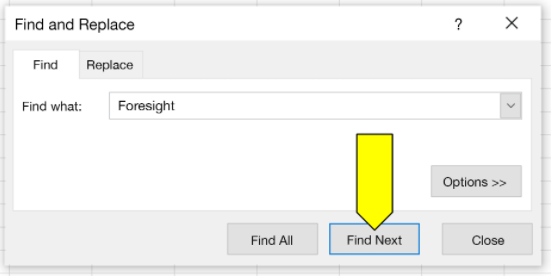 Find and Replace ?
Find Replace
Find what: Foresight
Options >>
Find All Find Next Close